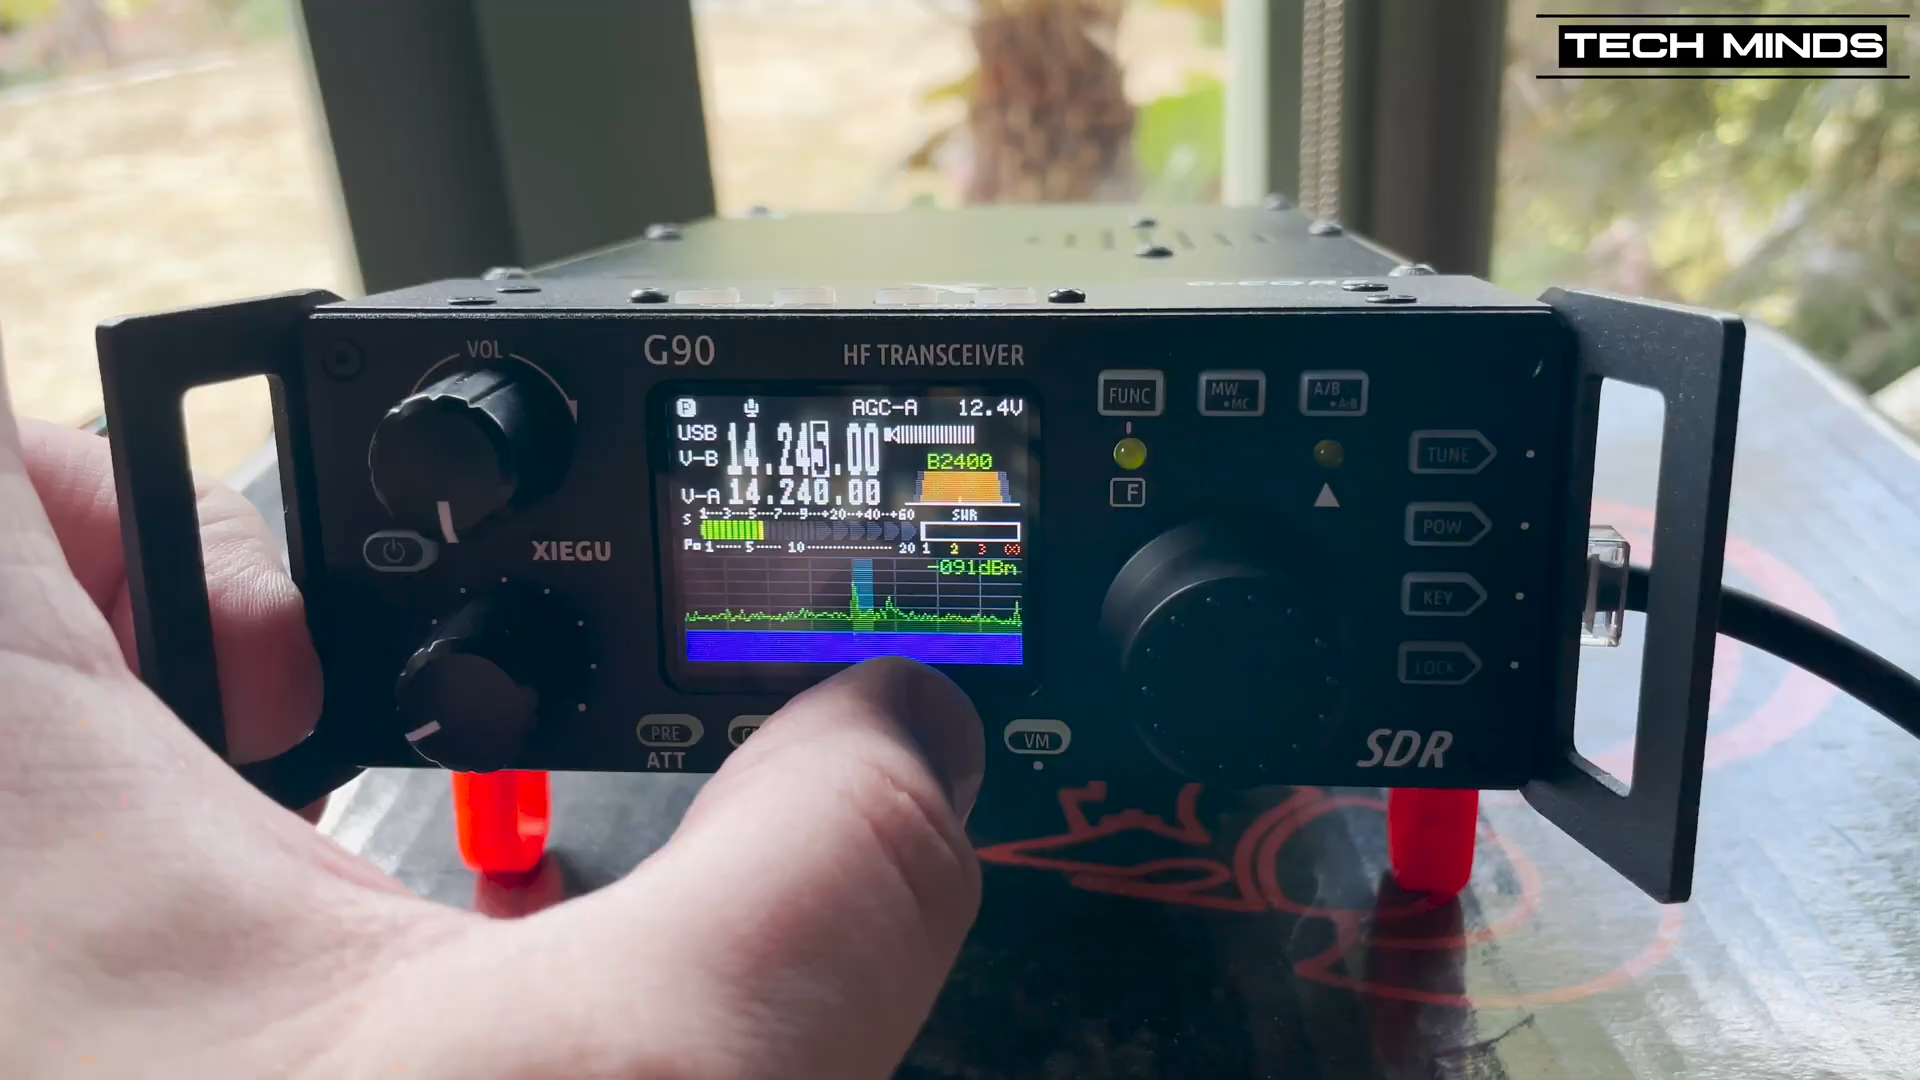 TECH MINDS
VOL
G90
HF TRANSCEIVER
FUNC
MW
A/B
P
AGC-A
12.4V
USB
14.245.00
V-B
B2400
V-A
14.240.00
S 1--3--5--7--9--+20--+40--+60
SWR
Po 1-----5-----10---------------20
1 2 3 ∞
-091dBm
F
TUNE
POW
KEY
LOCK
XIEGU
PRE
ATT
VM
SDR